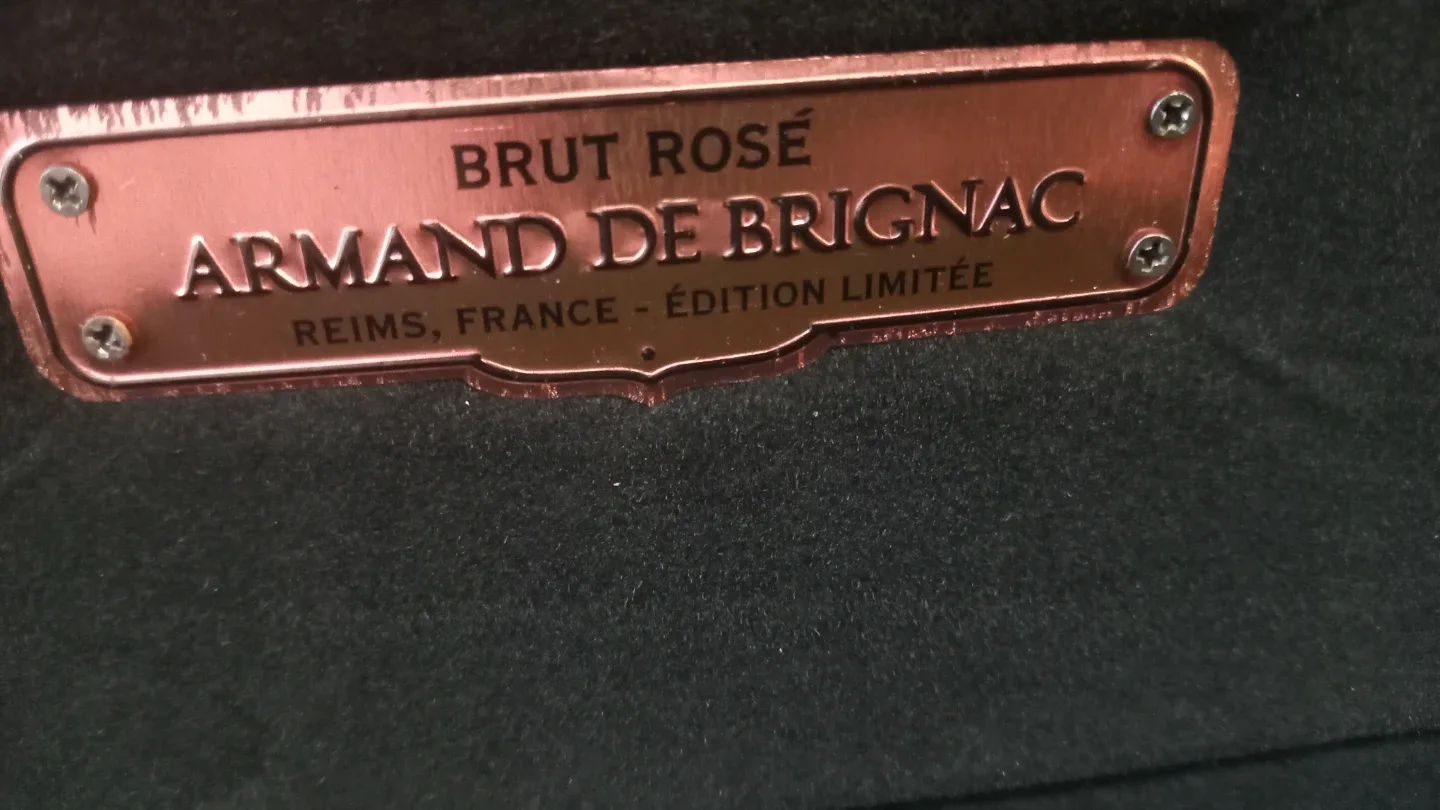 BRUT ROSÉ
ARMAND DE BRIGNAC
REIMS, FRANCE - ÉDITION LIMITÉE